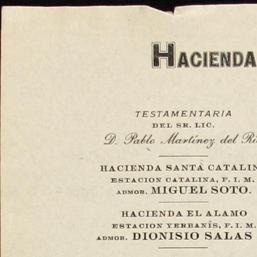 HACIENDA
TESTAMENTARIA
DEL SR. LIC.
D. Pablo Martínez del
HACIENDA SANTA
ESTACION CATALINA, F. I. M.
ADMOR. MIGUEL SOTO.
HACIENDA EL ALAMO
ESTACION YERBANÍS, F. I. M.
ADMOR. DIONISIO SALAS